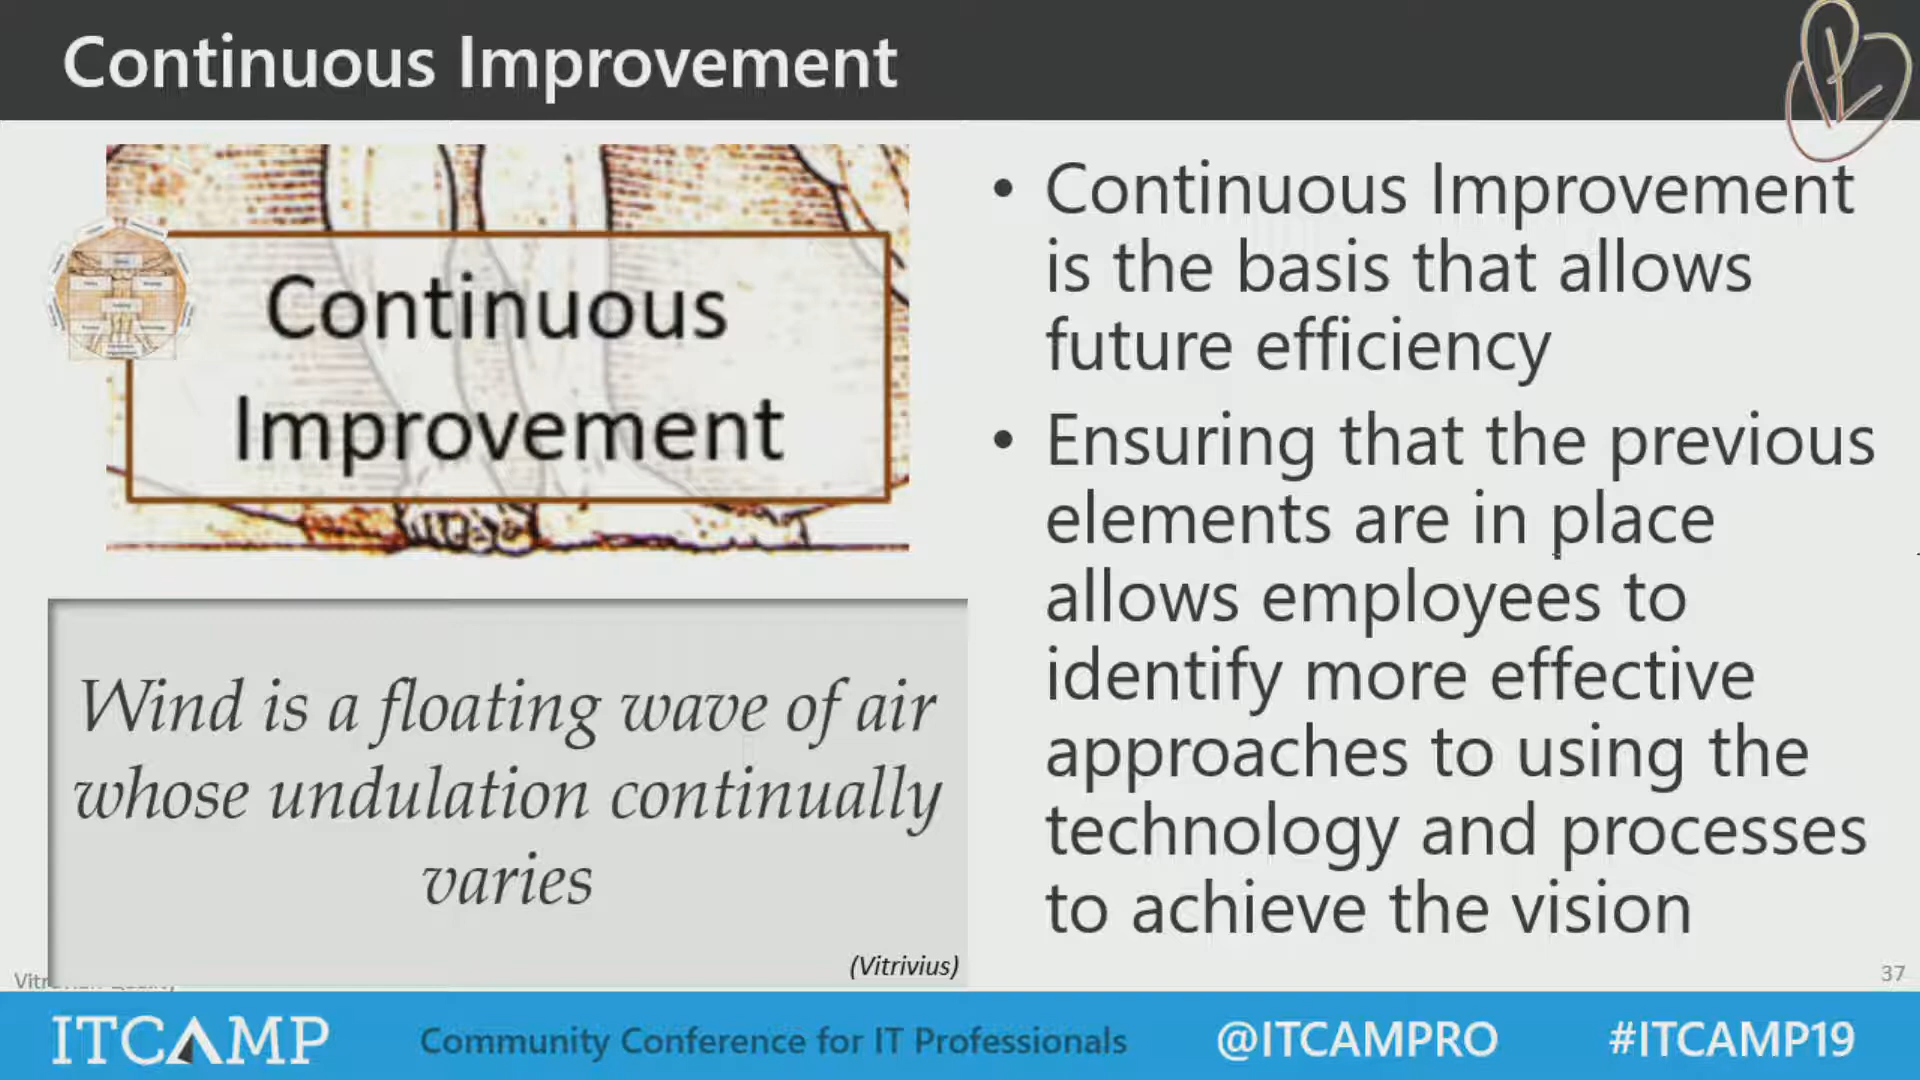 Continuous Improvement
Continuous
Improvement
Wind is a floating wave of air
whose undulation continually
varies
(Vitrivius)
• Continuous Improvement
is the basis that allows
future efficiency
• Ensuring that the previous
elements are in place
allows employees to
identify more effective
approaches to using the
technology and processes
to achieve the vision
37
ITCAMP
Community Conference for IT Professionals
@ITCAMPRO
#ITCAMP19